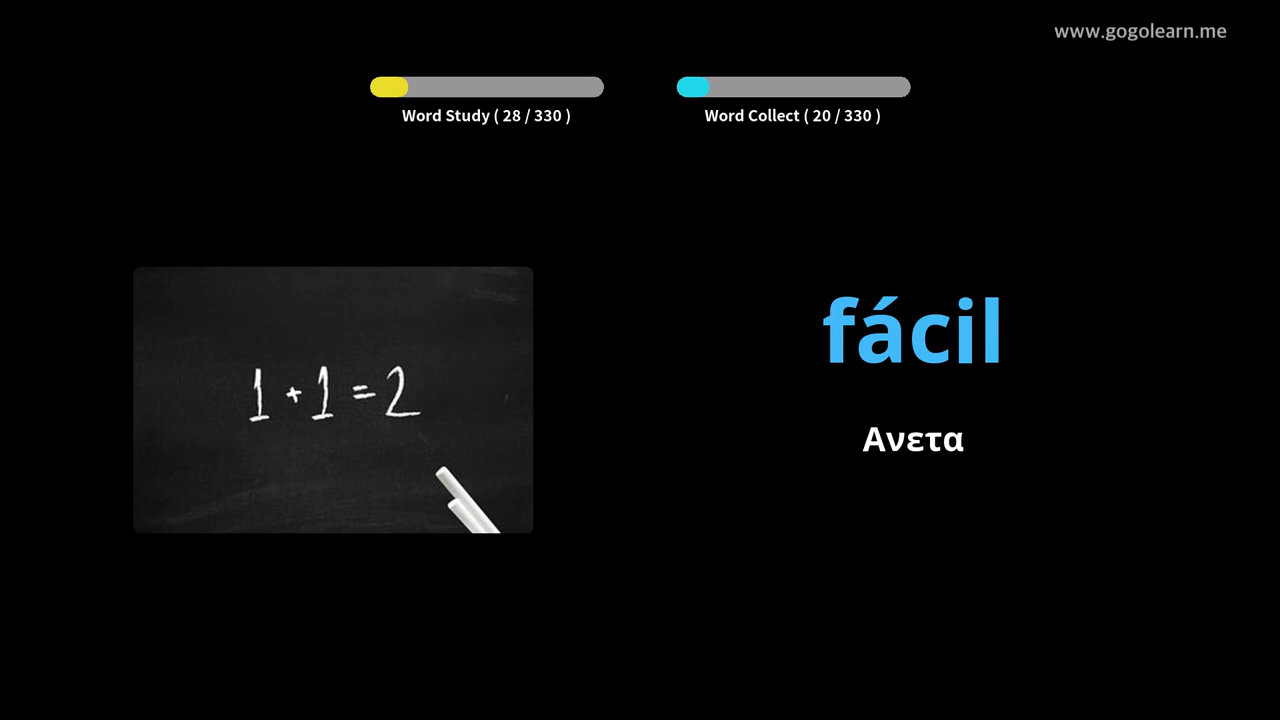 www.gogolearn.me
Word Study ( 28 / 330 )
Word Collect ( 20 / 330 )
1 + 1 = 2
fácil
Ανετα